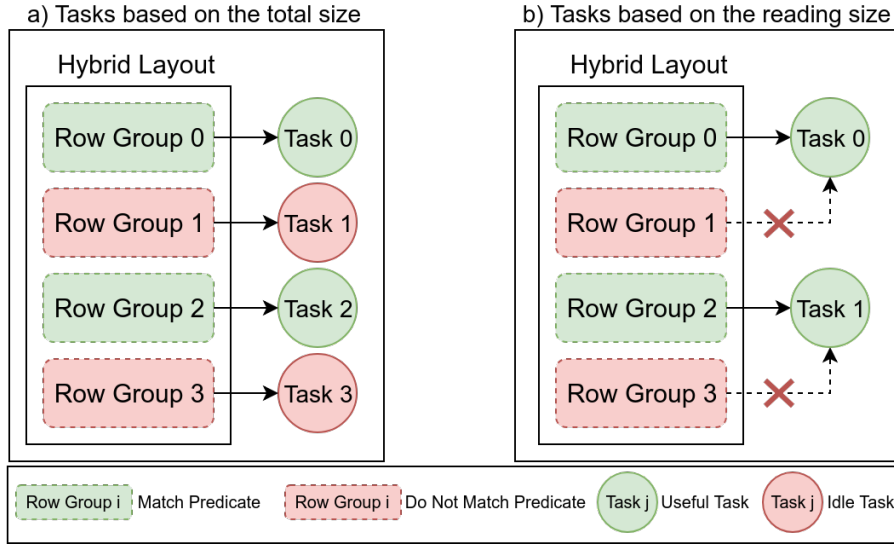 a) Tasks based on the total size
Hybrid Layout
Row Group 0
Task 0
Row Group 1
Task 1
Row Group 2
Task 2
Row Group 3
Task 3
b) Tasks based on the reading size
Hybrid Layout
Row Group 0
Task 0
Row Group 1
Row Group 2
Task 1
Row Group 3
Row Group i Match Predicate
Row Group i Do Not Match Predicate
Task j Useful Task
Task j Idle Task